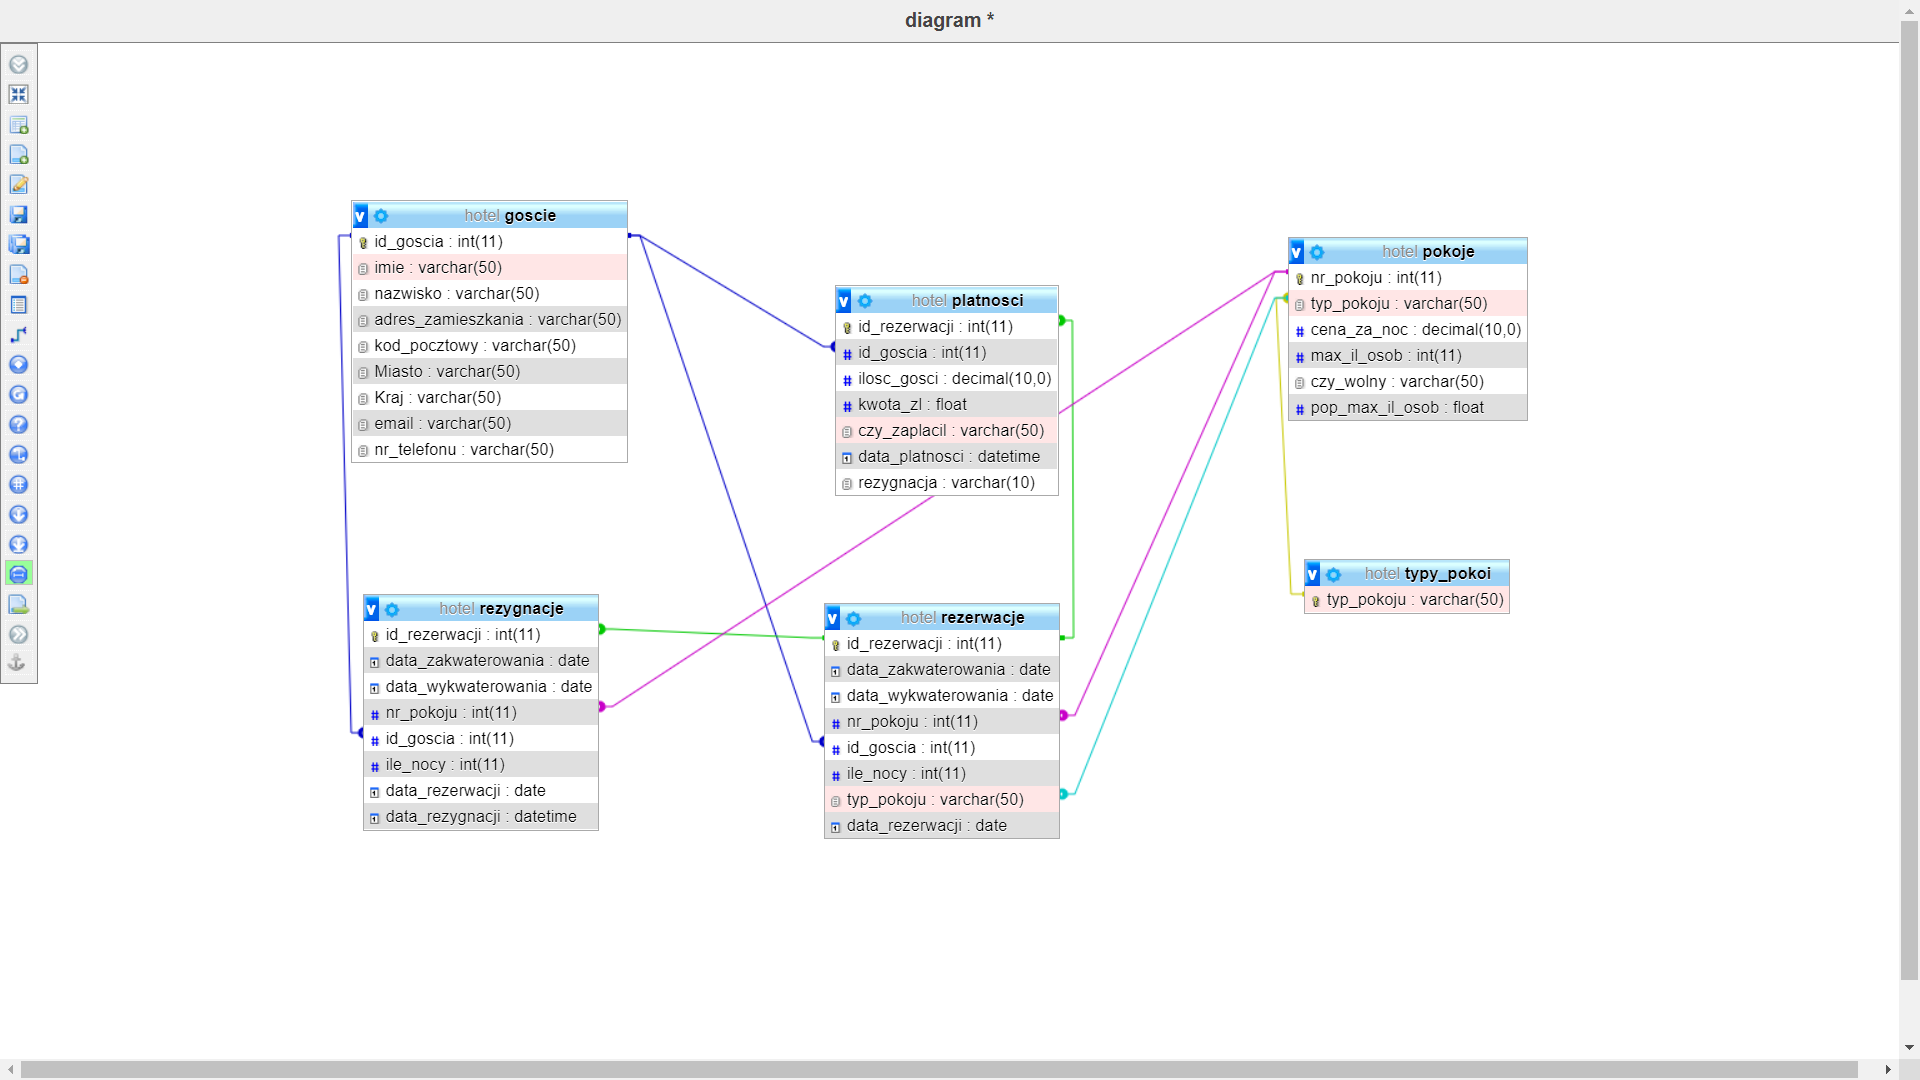 diagram *
hotel goscie
id_goscia : int(11)
imie : varchar(50)
nazwisko : varchar(50)
adres_zamieszkania : varchar(50)
kod_pocztowy : varchar(50)
Miasto : varchar(50)
Kraj : varchar(50)
email : varchar(50)
nr_telefonu : varchar(50)
hotel platnosci
id_rezerwacji : int(11)
id_goscia : int(11)
ilosc_gosci : decimal(10,0)
kwota_zl : float
czy_zaplacil : varchar(50)
data_platnosci : datetime
rezygnacja : varchar(10)
hotel pokoje
nr_pokoju : int(11)
typ_pokoju : varchar(50)
cena_za_noc : decimal(10,0)
max_il_osob : int(11)
czy_wolny : varchar(50)
pop_max_il_osob : float
hotel typy_pokoi
typ_pokoju : varchar(50)
hotel rezygnacje
id_rezerwacji : int(11)
data_zakwaterowania : date
data_wykwaterowania : date
nr_pokoju : int(11)
id_goscia : int(11)
ile_nocy : int(11)
data_rezerwacji : date
data_rezygnacji : datetime
hotel rezerwacje
id_rezerwacji : int(11)
data_zakwaterowania : date
data_wykwaterowania : date
nr_pokoju : int(11)
id_goscia : int(11)
ile_nocy : int(11)
typ_pokoju : varchar(50)
data_rezerwacji : date